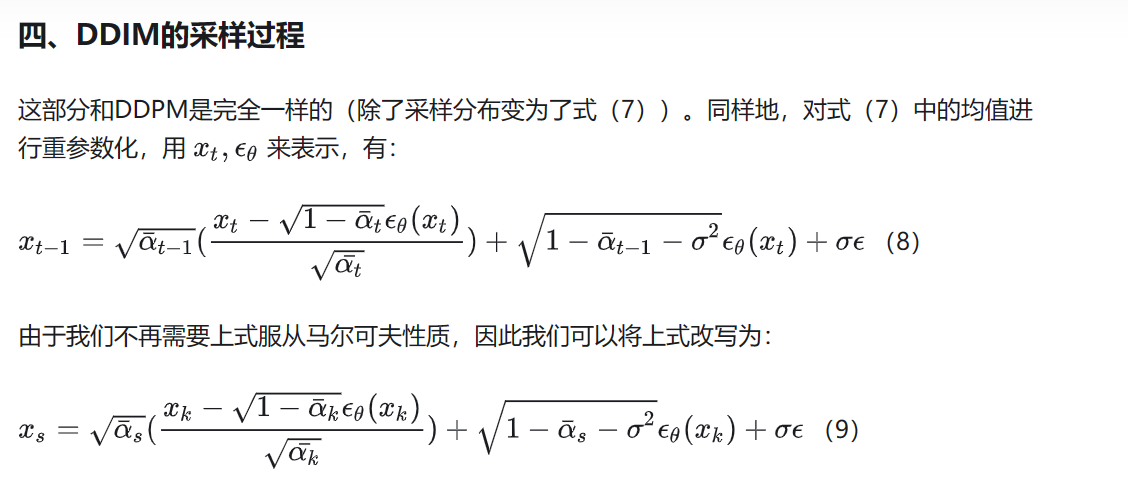 四、DDIM的采样过程
这部分和DDPM是完全一样的（除了采样分布变为了式（7））。同样地，对式（7）中的均值进
行重参数化，用 $x_t, \epsilon_\theta$ 来表示，有：
$x_{t-1} = \sqrt{\bar{\alpha}_{t-1}}(\frac{x_t - \sqrt{1 - \bar{\alpha}_t}\epsilon_\theta(x_t)}{\sqrt{\bar{\alpha_t}}}) + \sqrt{1 - \bar{\alpha}_{t-1} - \sigma^2}\epsilon_\theta(x_t) + \sigma\epsilon$（8）
由于我们不再需要上式服从马尔可夫性质，因此我们可以将上式改写为：
$x_s = \sqrt{\bar{\alpha}_s}(\frac{x_k - \sqrt{1 - \bar{\alpha}_k}\epsilon_\theta(x_k)}{\sqrt{\bar{\alpha_k}}}) + \sqrt{1 - \bar{\alpha}_s - \sigma^2}\epsilon_\theta(x_k) + \sigma\epsilon$（9）